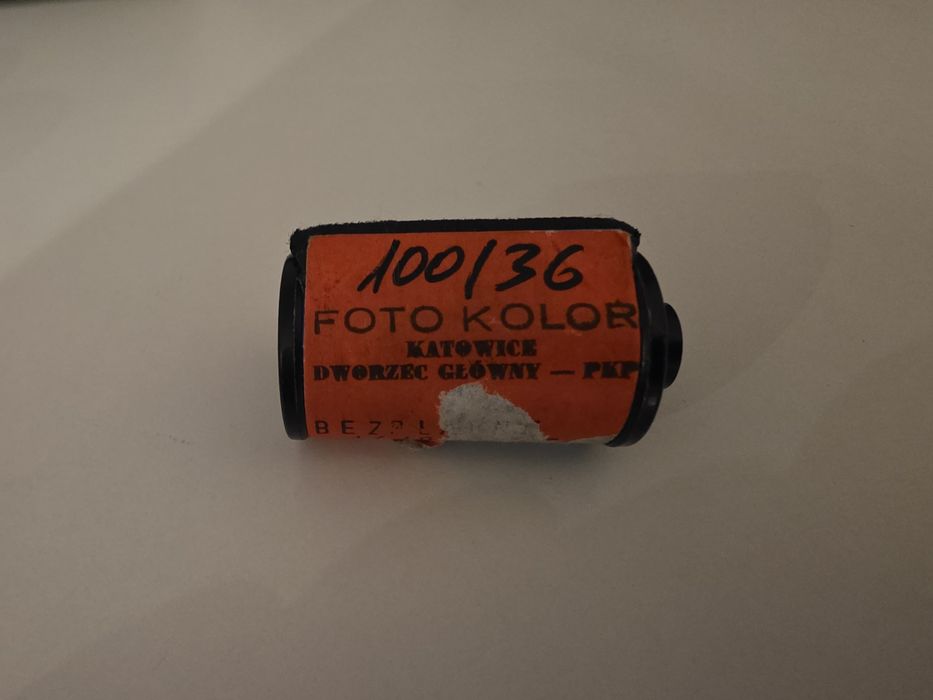 100/36
FOTO KOLOR
KATOWICE
DWORZEC GŁÓWNY — PKP